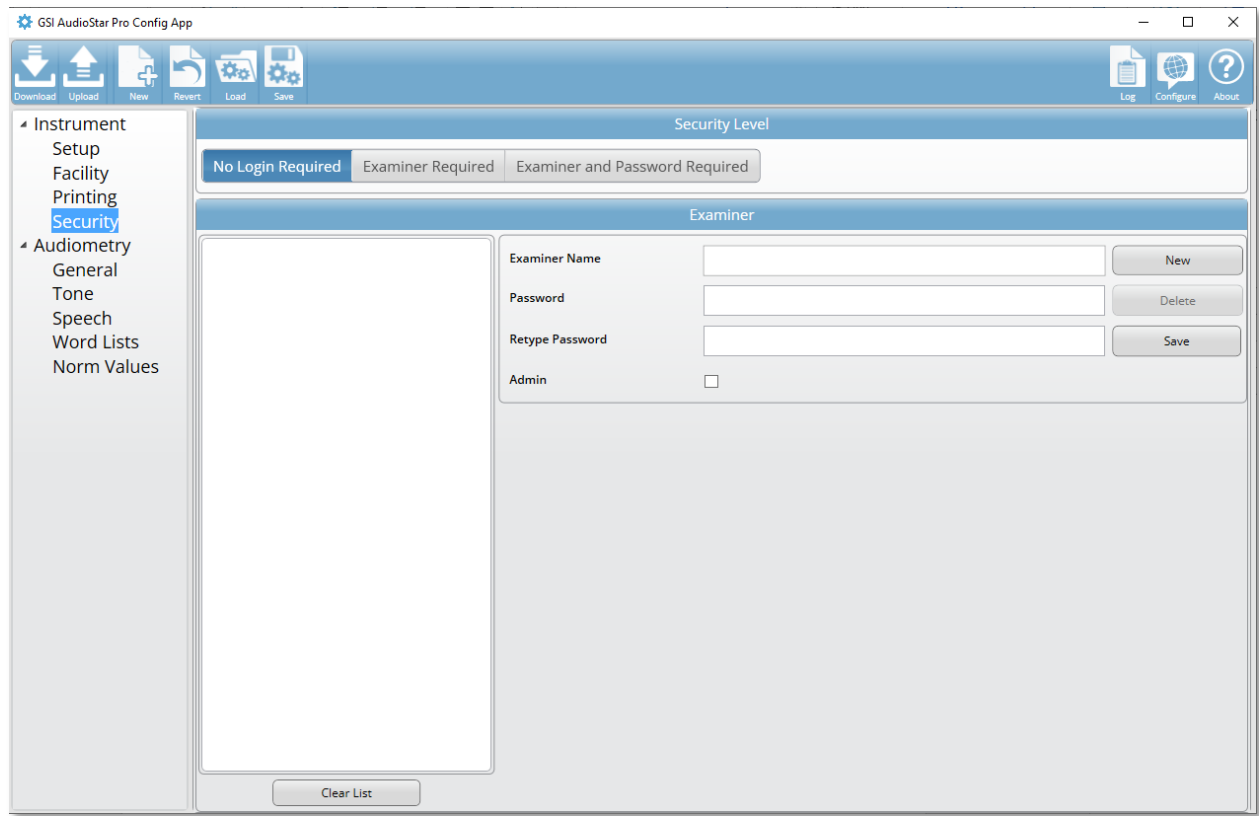 GSI AudioStar Pro Config App
Download Upload New Revert Load Save Log Configure About
Instrument
Setup
Facility
Printing
Security
Audiometry
General
Tone
Speech
Word Lists
Norm Values
Security Level
No Login Required Examiner Required Examiner and Password Required
Examiner
Examiner Name New
Password Delete
Retype Password Save
Admin
Clear List